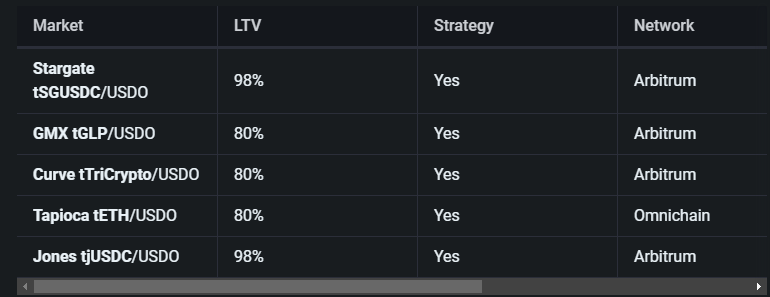 Market LTV Strategy Network
Stargate
tSGUSDC/USDO 98% Yes Arbitrum
GMX tGLP/USDO 80% Yes Arbitrum
Curve tTriCrypto/USDO 80% Yes Arbitrum
Tapioca tETH/USDO 80% Yes Omnichain
Jones tjUSDC/USDO 98% Yes Arbitrum